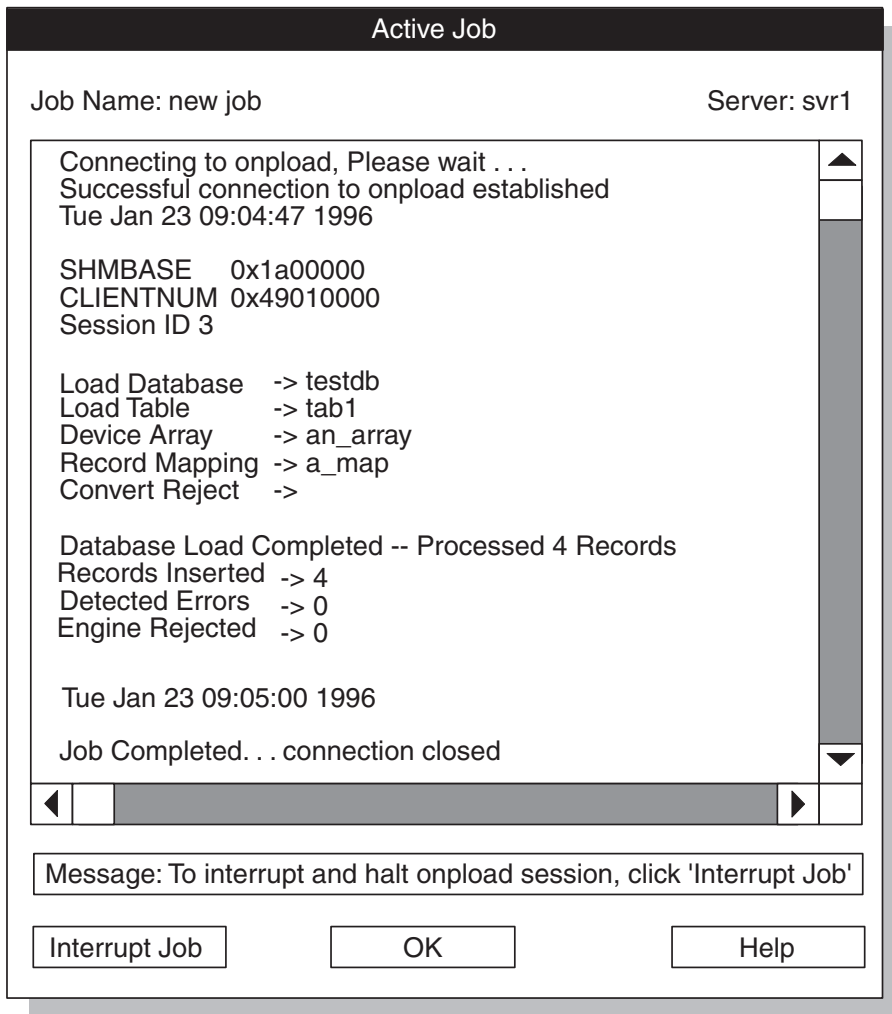 Active Job
Job Name: new job Server: svr1
Connecting to onpload, Please wait . . .
Successful connection to onpload established
Tue Jan 23 09:04:47 1996
SHMBASE 0x1a00000
CLIENTNUM 0x49010000
Session ID 3
Load Database -> testdb
Load Table -> tab1
Device Array -> an_array
Record Mapping -> a_map
Convert Reject ->
Database Load Completed -- Processed 4 Records
Records Inserted -> 4
Detected Errors -> 0
Engine Rejected -> 0
Tue Jan 23 09:05:00 1996
Job Completed. . . connection closed
Message: To interrupt and halt onpload session, click 'Interrupt Job'
Interrupt Job OK Help